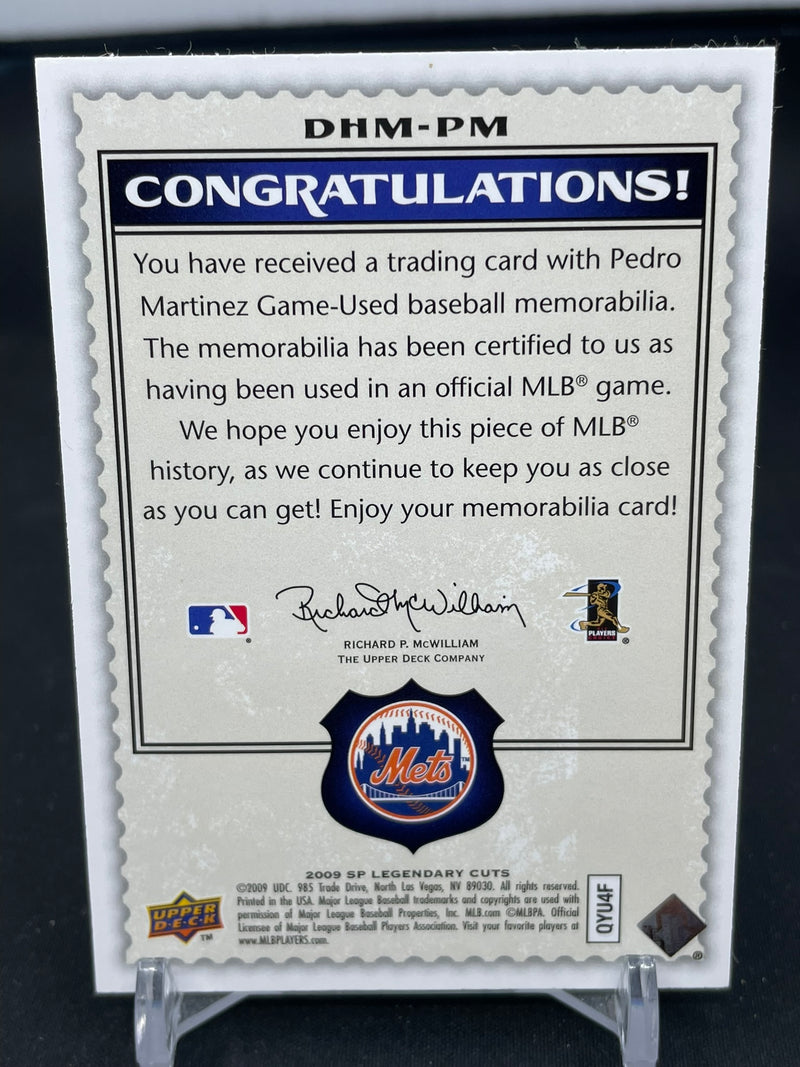 DHM-PM
CONGRATULATIONS!
You have received a trading card with Pedro
Martinez Game-Used baseball memorabilia.
The memorabilia has been certified to us as
having been used in an official MLB® game.
We hope you enjoy this piece of MLB®
history, as we continue to keep you as close
as you can get! Enjoy your memorabilia card!
Richard P McWilliam
®
PLAYERS
CHOICE
®
RICHARD P. McWILLIAM
THE UPPER DECK COMPANY
Mets™
2009 SP LEGENDARY CUTS
©2009 UDC. 985 Trade Drive, North Las Vegas, NV 89030. All rights reserved.
Printed in the USA. Major League Baseball trademarks and copyrights are used with
permission of Major League Baseball Properties, Inc. MLB.com ©MLBPA. Official
Licensee of Major League Baseball Players Association. Visit your favorite players at
www.MLBPLAYERS.com.
UPPER
D·E·C·K
™
QYU4F
®